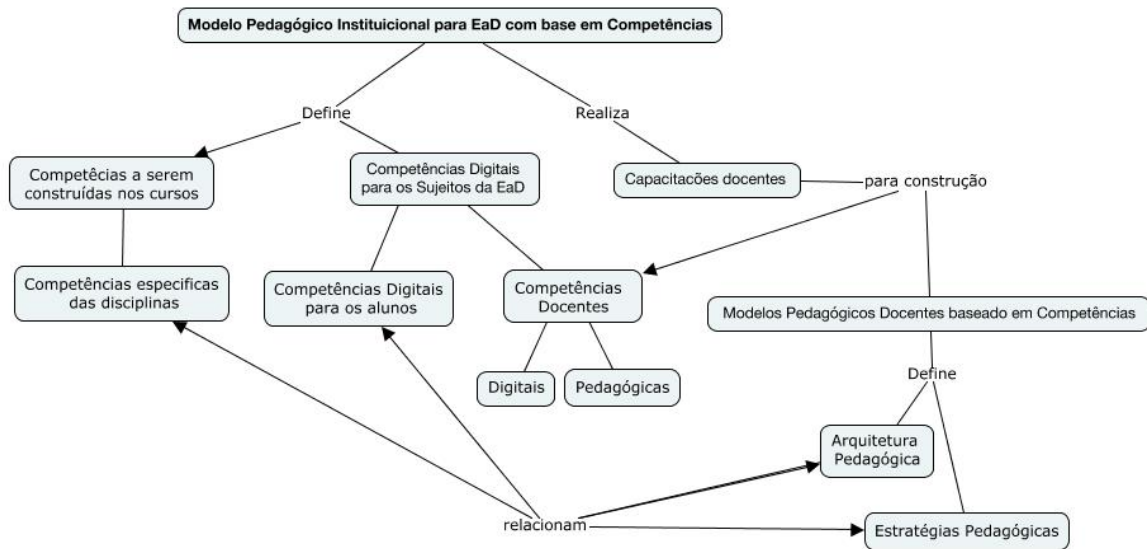 Modelo Pedagógico Instituicional para EaD com base em Competências
Define
Realiza
Competêcias a serem
construídas nos cursos
Competências Digitais
para os Sujeitos da EaD
Capacitacões docentes
para construção
Competências especificas
das disciplinas
Competências Digitais
para os alunos
Competências
Docentes
Modelos Pedagógicos Docentes baseado em Competências
Digitais
Pedagógicas
Define
Arquitetura
Pedagógica
relacionam
Estratégias Pedagógicas